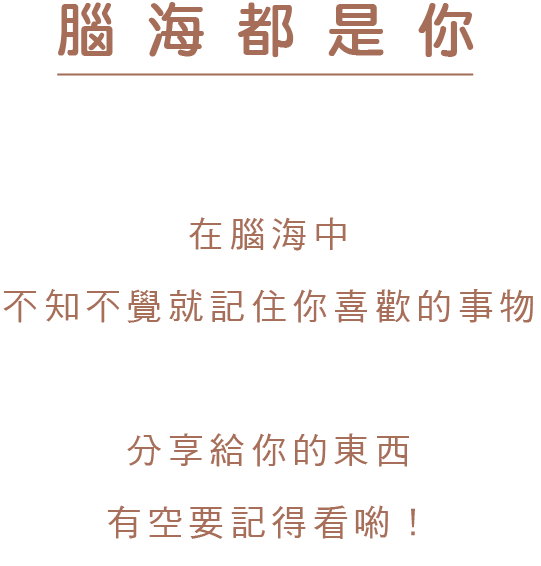 腦海都是你
在腦海中
不知不覺就記住你喜歡的事物
分享給你的東西
有空要記得看喲！